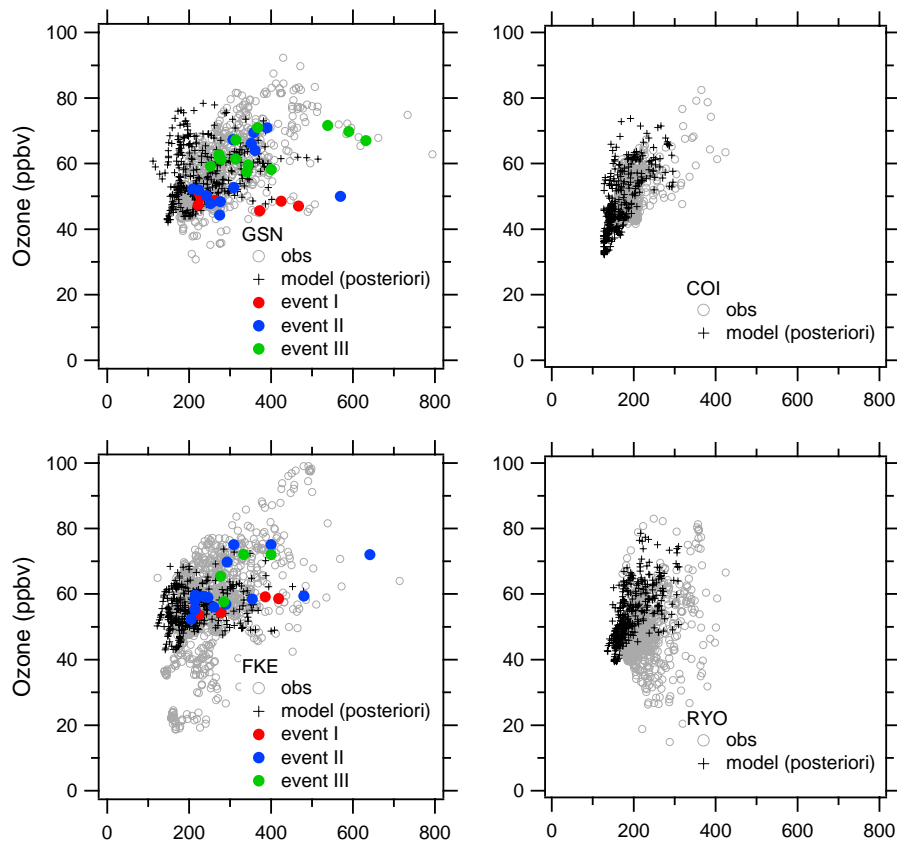 100
80
60
40
20
0
Ozone (ppbv)
GSN
obs
model (posteriori)
event I
event II
event III
0 200 400 600 800
100
80
60
40
20
0
COI
obs
model (posteriori)
0 200 400 600 800
100
80
60
40
20
0
Ozone (ppbv)
FKE
obs
model (posteriori)
event I
event II
event III
0 200 400 600 800
100
80
60
40
20
0
RYO
obs
model (posteriori)
0 200 400 600 800